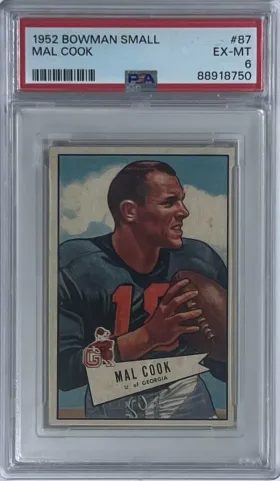 1952 BOWMAN SMALL #87
MAL COOK EX-MT
6
PSA 88918750
G
MAL COOK
U. of GEORGIA